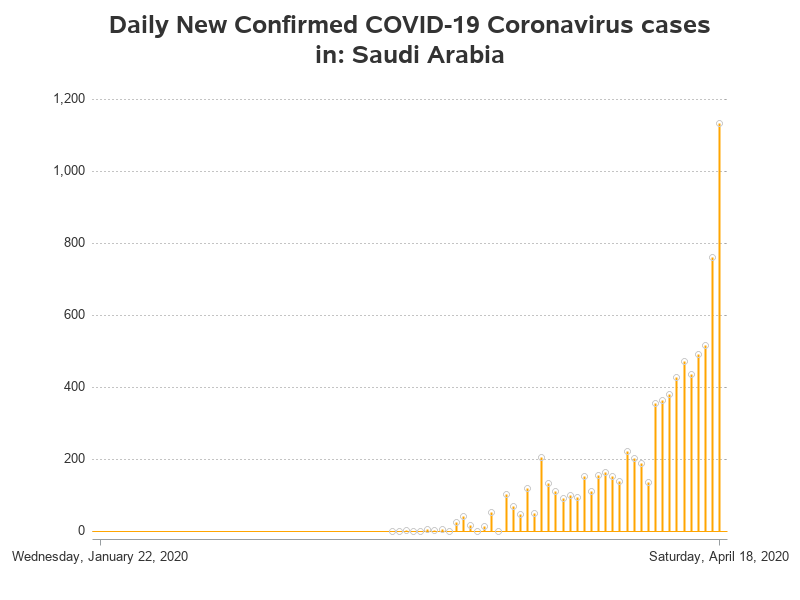 Daily New Confirmed COVID-19 Coronavirus cases
in: Saudi Arabia
1,200
1,000
800
600
400
200
0
Wednesday, January 22, 2020
Saturday, April 18, 2020